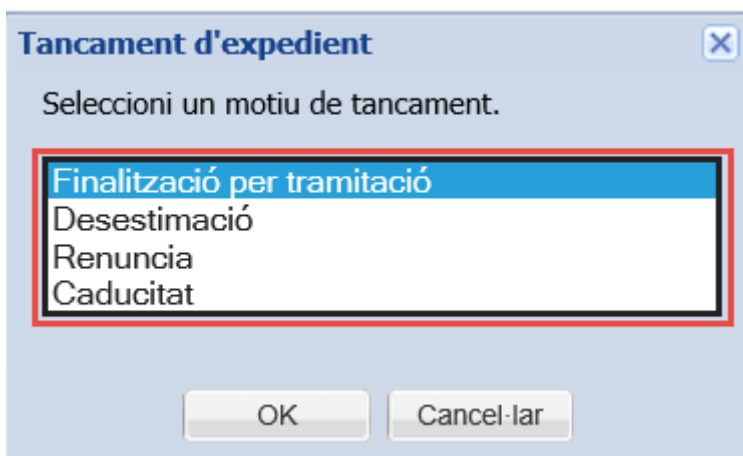 Tancament d'expedient
Seleccioni un motiu de tancament.
Finalització per tramitació
Desestimació
Renuncia
Caducitat
OK
Cancel·lar